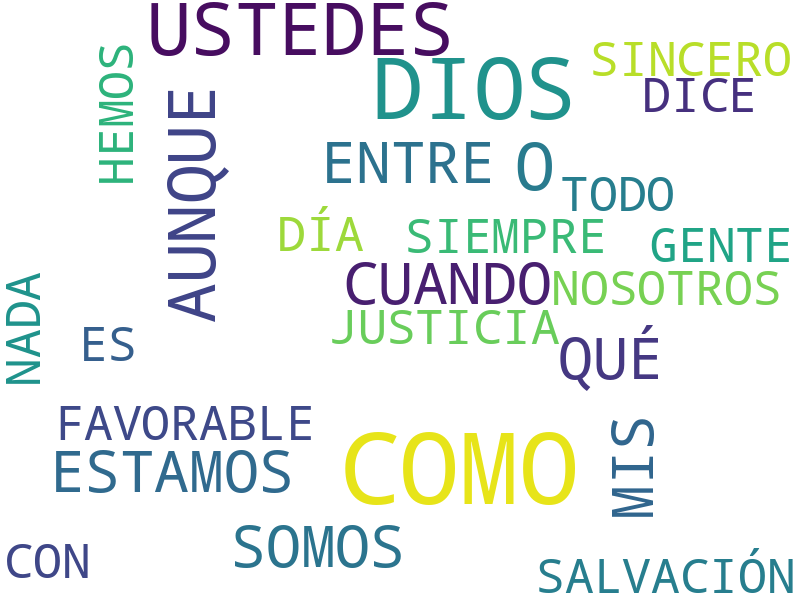 USTEDES
HEMOS
DIOS
SINCERO
DICE
AUNQUE
ENTRE
O
TODO
DÍA
SIEMPRE
GENTE
CUANDO
NOSOTROS
NADA
JUSTICIA
ES
QUÉ
FAVORABLE
ESTAMOS
COMO
MIS
SOMOS
CON
SALVACIÓN